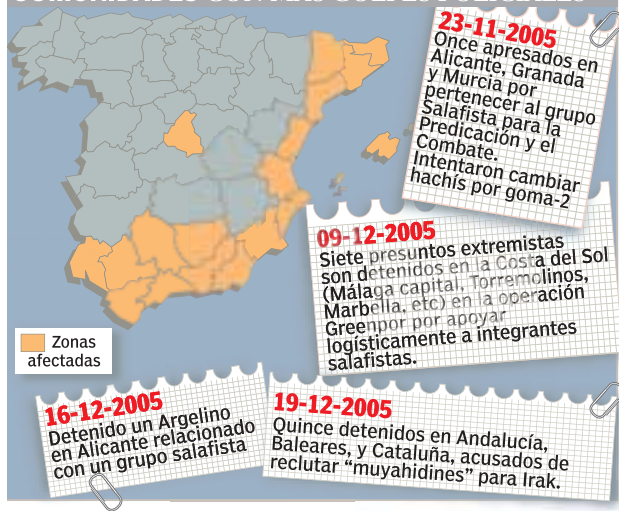 23-11-2005
Once apresados en
Alicante, Granada
y Murcia por
pertenecer al grupo
Salafista para la
Predicación y el
Combate.
Intentaron cambiar
hachís por goma-2
09-12-2005
Siete presuntos extremistas
son detenidos en la Costa del Sol
(Málaga capital, Torremolinos,
Marbella, etc) en la operación
Greenpor por apoyar
logísticamente a integrantes
salafistas.
Zonas
afectadas
16-12-2005
Detenido un Argelino
en Alicante relacionado
con un grupo salafista
19-12-2005
Quince detenidos en Andalucía,
Baleares, y Cataluña, acusados de
reclutar “muyahidines” para Irak.